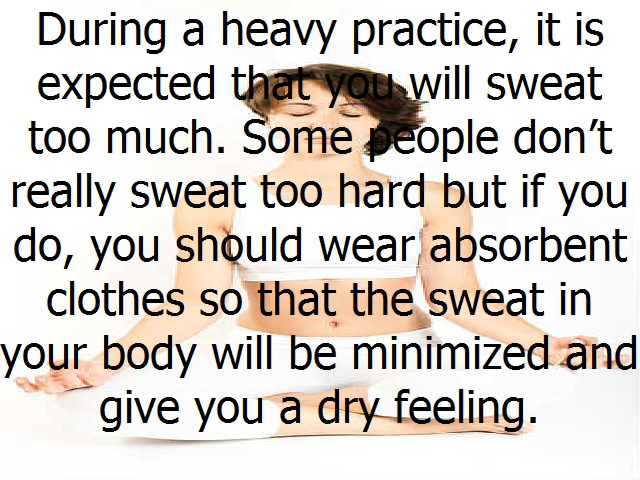 During a heavy practice, it is
expected that you will sweat
too much. Some people don’t
really sweat too hard but if you
do, you should wear absorbent
clothes so that the sweat in
your body will be minimized and
give you a dry feeling.